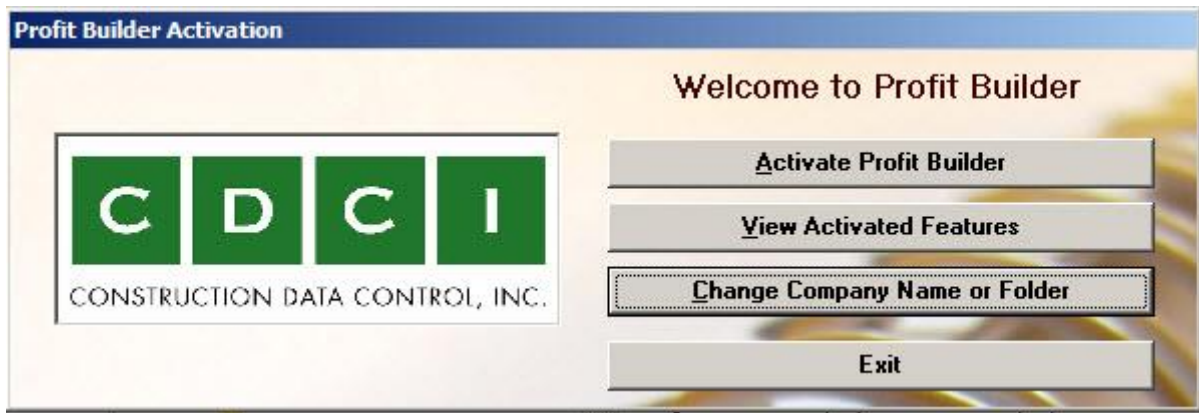 Profit Builder Activation
Welcome to Profit Builder
C D C I
CONSTRUCTION DATA CONTROL, INC.
Activate Profit Builder
View Activated Features
Change Company Name or Folder
Exit